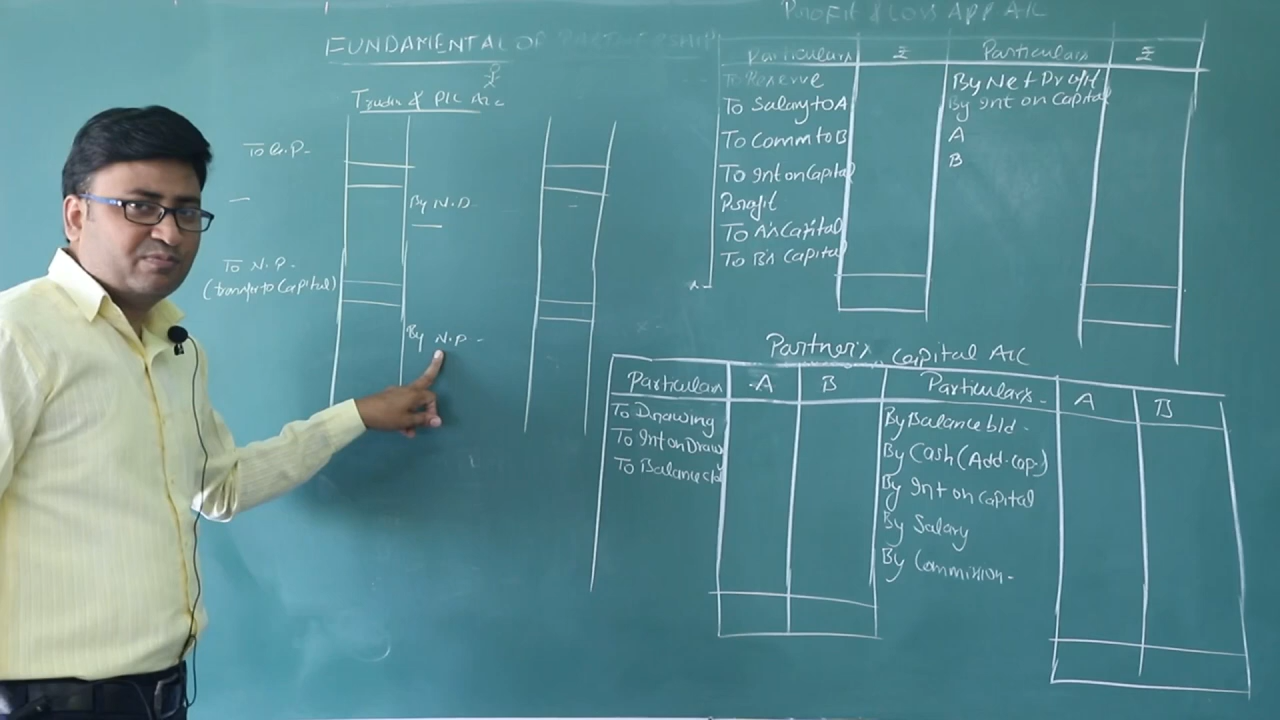 FUNDAMENTAL OF PARTNERSHIP
P/L A/c
To G.P-
By N.P.
To N.P.
(transfer to Capital)
By N.P-
PROFIT & LOSS APP A/C
Particulars ₹ Particulars ₹
To Reserve
To Salary to A
To Comm to B
To Int on Capital
Profit
To A's Capital
To B's Capital
By Net Profit
By Int on Capital
A
B
Partner's Capital A/C
Particulars A B Particulars A B
To Drawing
To Int on Draw
To Balance c/d
By Balance b/d
By Cash (Add. cap.)
By Int on capital
By Salary
By Commission